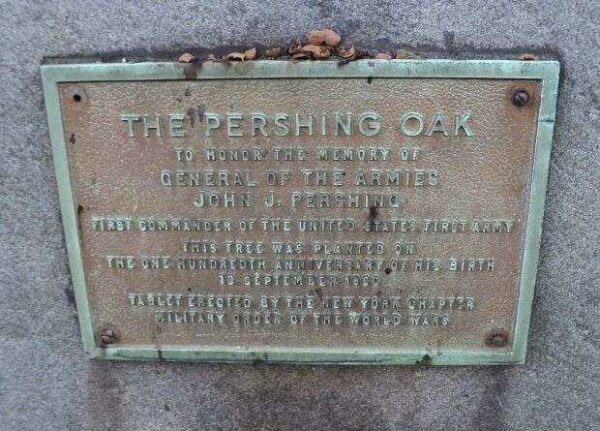 THE PERSHING OAK
TO HONOR THE MEMORY OF
GENERAL OF THE ARMIES
JOHN J. PERSHING
FIRST COMMANDER OF THE UNITED STATES FIRST ARMY
THIS TREE WAS PLANTED ON
THE ONE HUNDREDTH ANNIVERSARY OF HIS BIRTH
13 SEPTEMBER 1960
TABLET ERECTED BY THE NEW YORK CHAPTER
MILITARY ORDER OF THE WORLD WARS